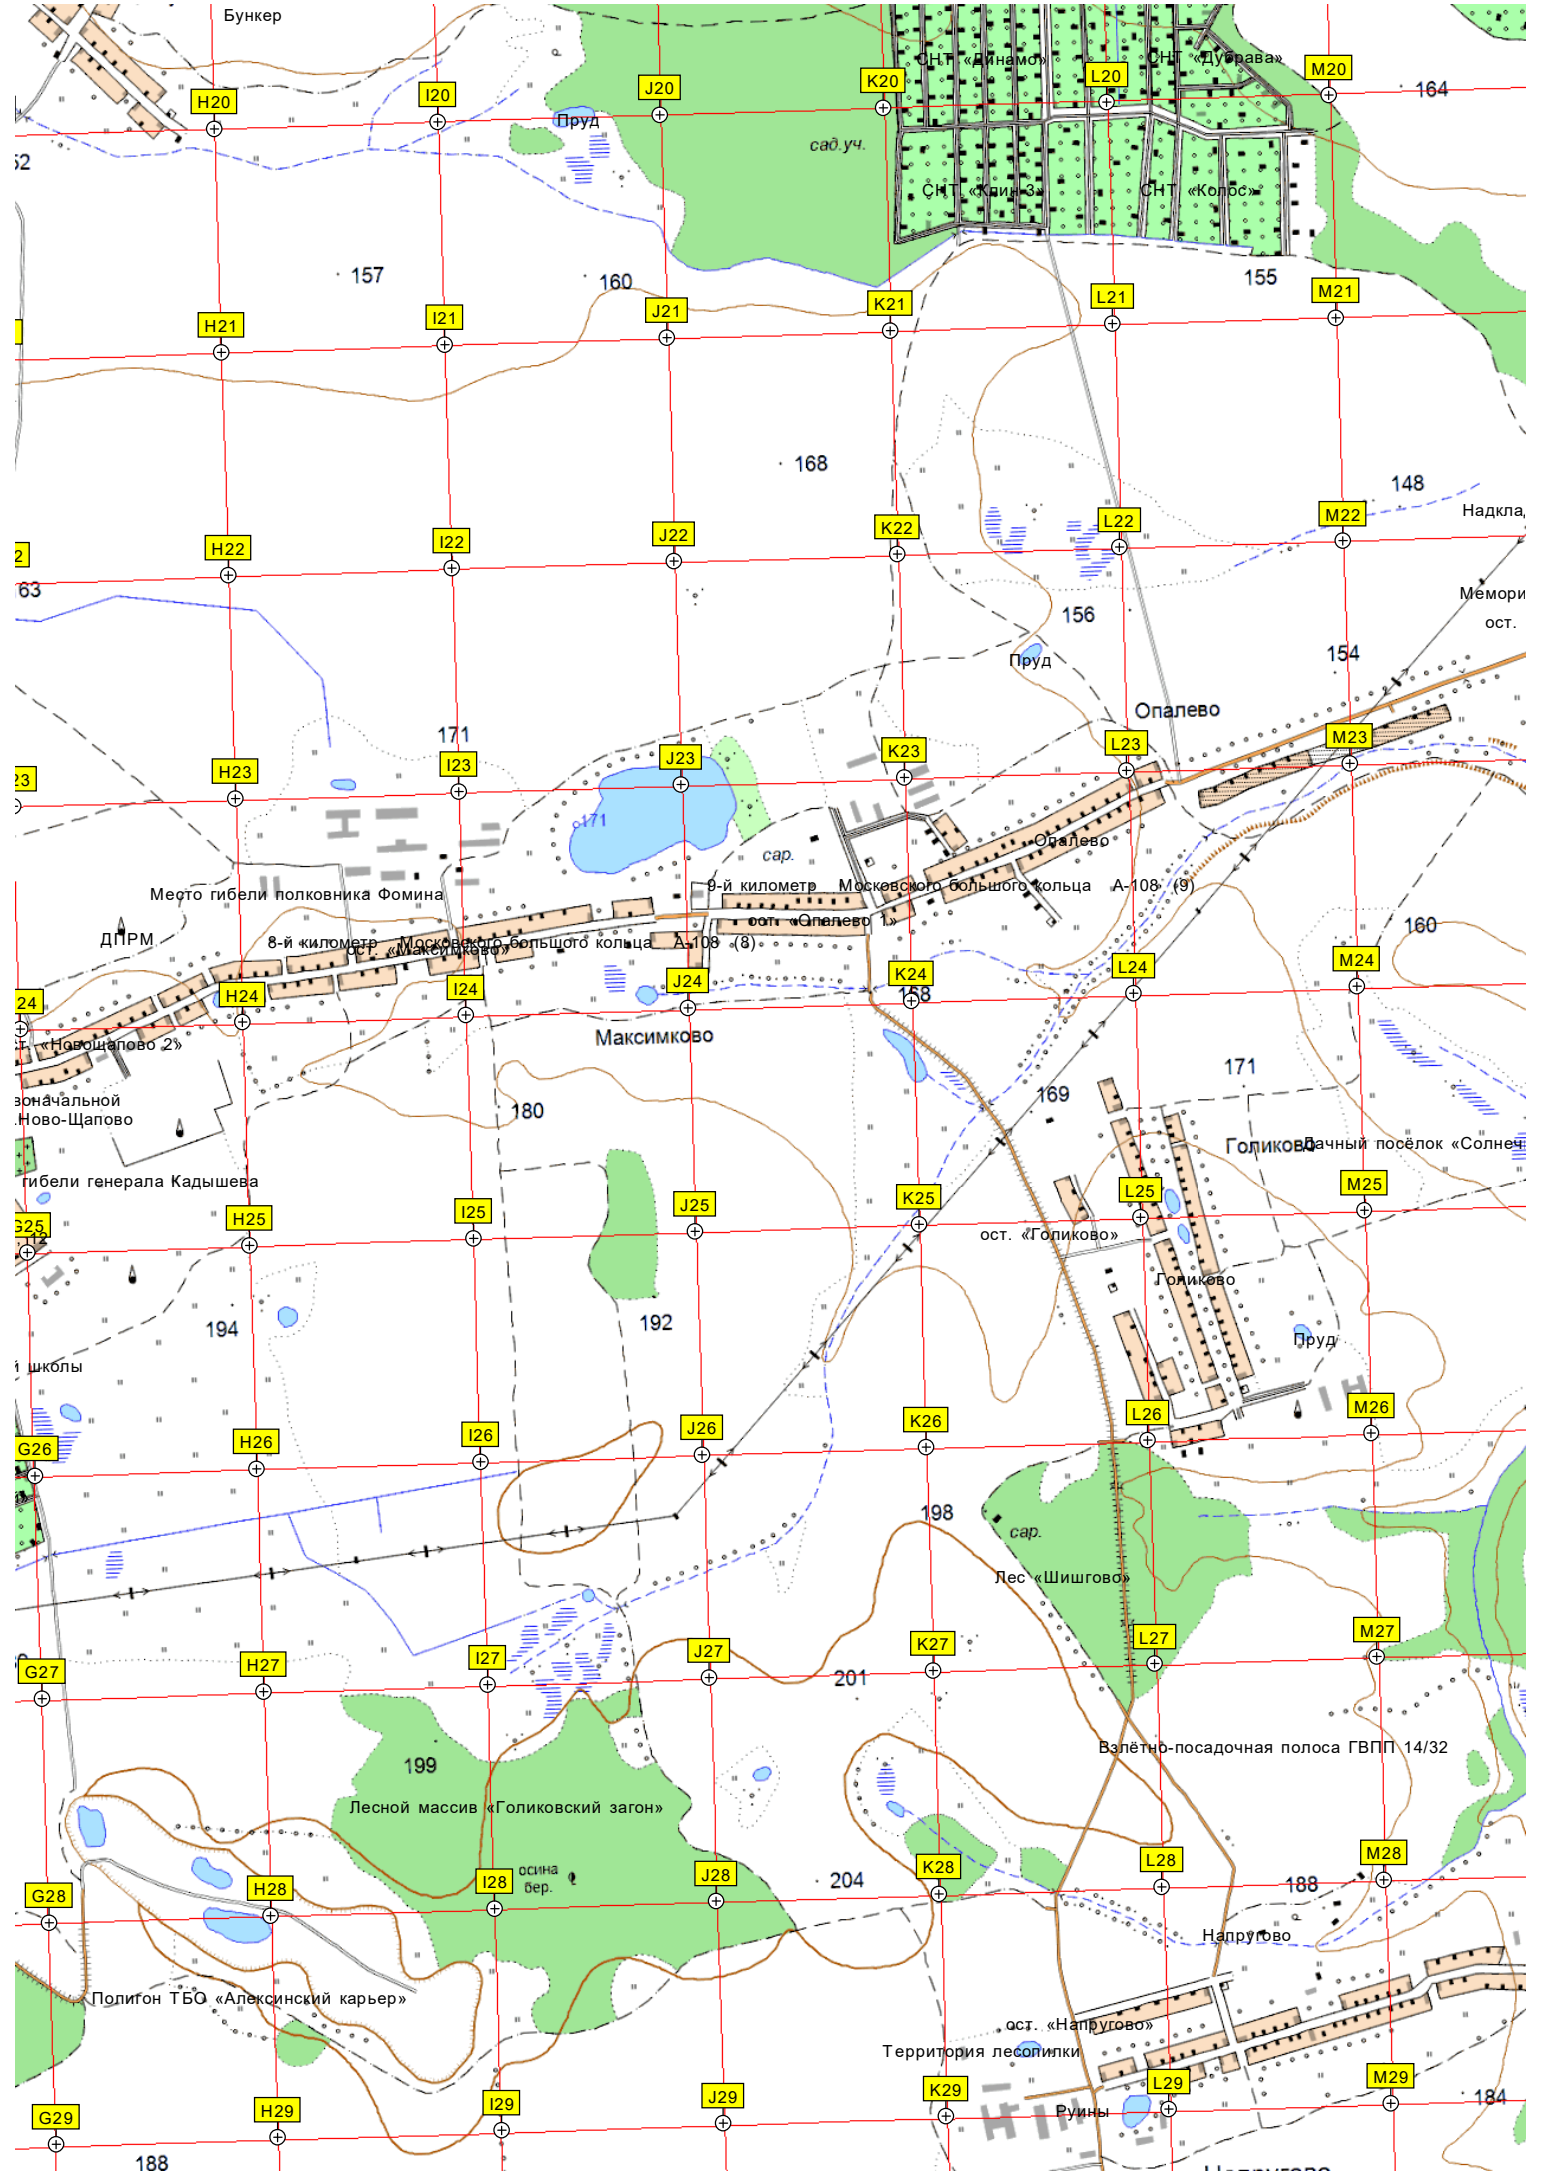 Бункер
СНТ «Динамо»
СНТ «Дубрава»
H20
I20
J20
K20
L20
M20
164
Пруд
сад.уч.
52
СНТ «Клин-3»
СНТ «Колос»
157
160
155
H21
I21
J21
K21
L21
M21
168
148
Надкла
H22
I22
J22
K22
L22
M22
2
63
156
Мемори
ост.
Пруд
154
171
Опалево
23
H23
I23
J23
K23
L23
M23
171
сар.
Опалево
Место гибели полковника Фомина
9-й километр Московского большого кольца А-108 (9)
ост. «Опалево 1»
160
ДПРМ
8-й километр Московского большого кольца А-108 (8)
ост. «Максимково»
24
H24
I24
J24
K24
L24
M24
168
Максимково
ст. «Новощапово 2»
171
169
воначальной
.Ново-Щапово
180
Голиково
Дачный посёлок «Солнеч
гибели генерала Кадышева
G25
H25
I25
J25
K25
L25
M25
12
ост. «Голиково»
Голиково
194
192
Пруд
й школы
G26
H26
I26
J26
K26
L26
M26
198
сар.
Лес «Шишгово»
G27
H27
I27
J27
K27
L27
M27
201
199
Взлётно-посадочная полоса ГВПП 14/32
Лесной массив «Голиковский загон»
осина
бер.
204
188
G28
H28
I28
J28
K28
L28
M28
Напругово
Полигон ТБО «Алексинский карьер»
ост. «Напругово»
Территория лесопилки
G29
H29
I29
J29
K29
L29
M29
Руины
184
188
Напругово